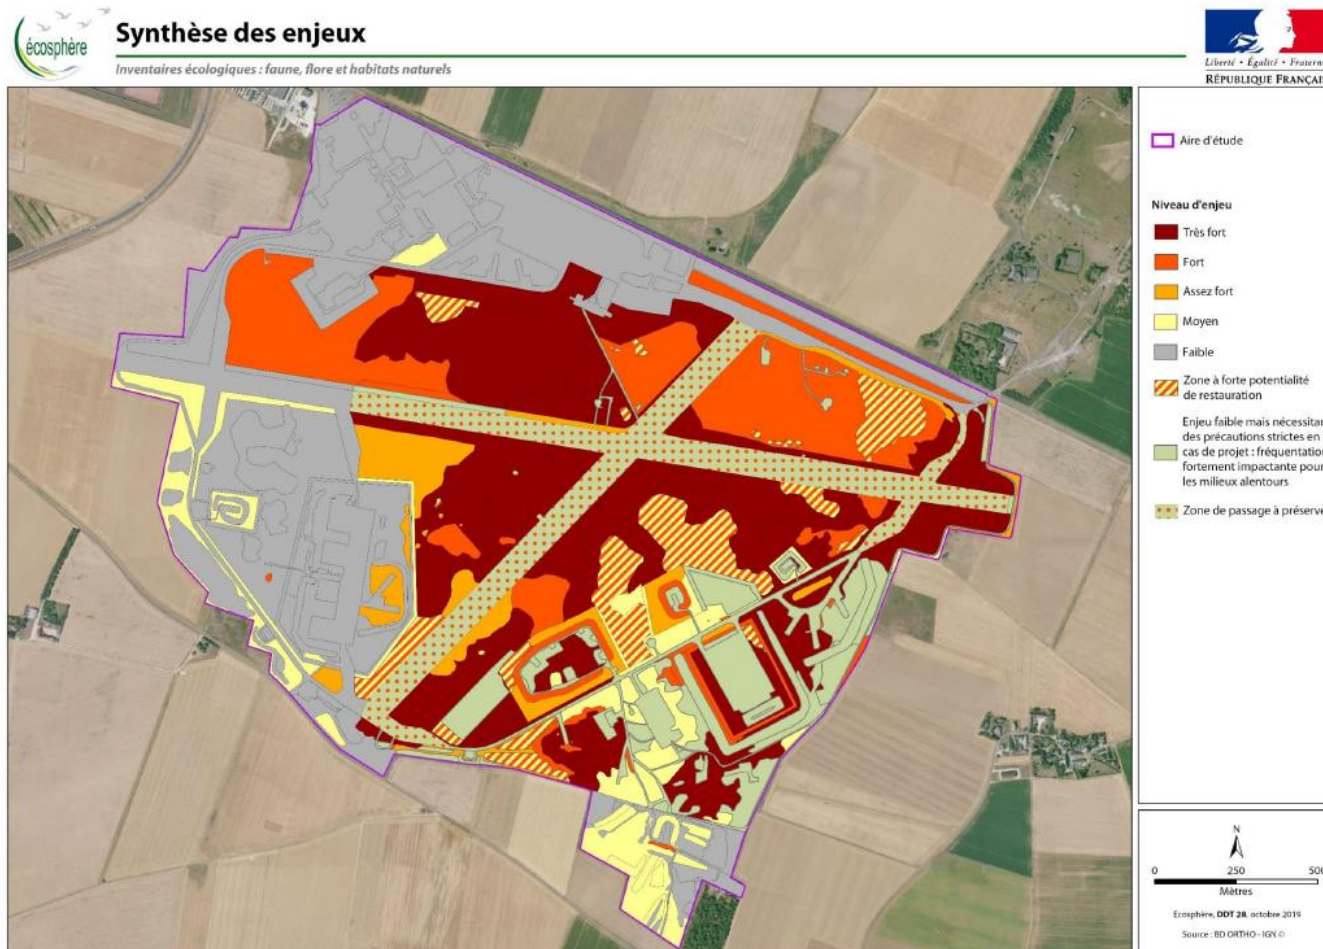 écosphère
Synthèse des enjeux
Inventaires écologiques : faune, flore et habitats naturels
Liberté • Égalité • Fraterni
RÉPUBLIQUE FRANÇAIS
Aire d'étude
Niveau d'enjeu
Très fort
Fort
Assez fort
Moyen
Faible
Zone à forte potentialité
de restauration
Enjeu faible mais nécessitan
des précautions strictes en
cas de projet : fréquentation
fortement impactante pour
les milieux alentours
Zone de passage à préserve
N
0 250 500
Mètres
Ecosphère, DDT 28, octobre 2019
Source : BD ORTHO - IGN ©